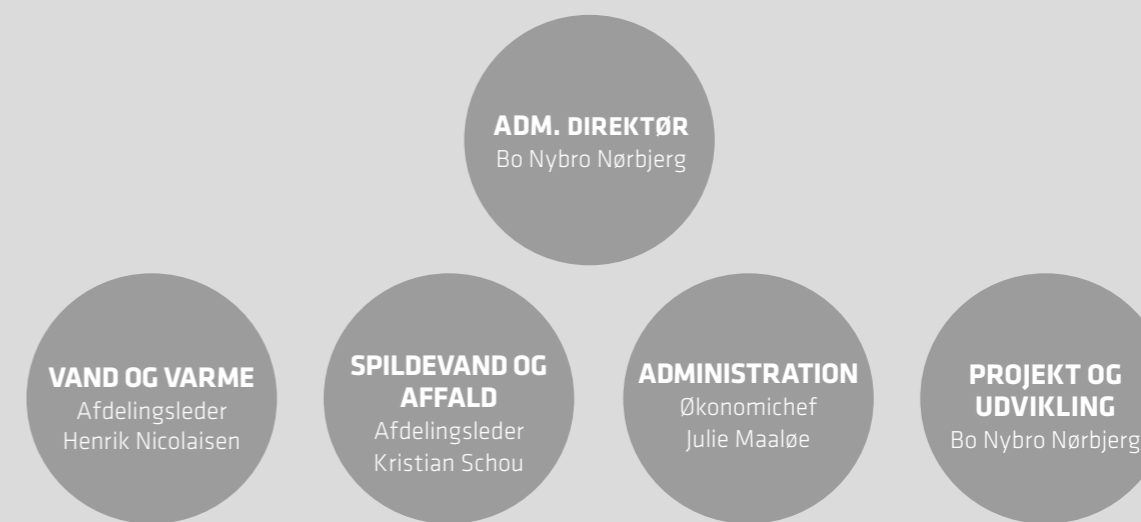 ADM. DIREKTØR
Bo Nybro Nørbjerg
VAND OG VARME
Afdelingsleder
Henrik Nicolaisen
SPILDEVAND OG
AFFALD
Afdelingsleder
Kristian Schou
ADMINISTRATION
Økonomichef
Julie Maaløe
PROJEKT OG
UDVIKLING
Bo Nybro Nørbjerg